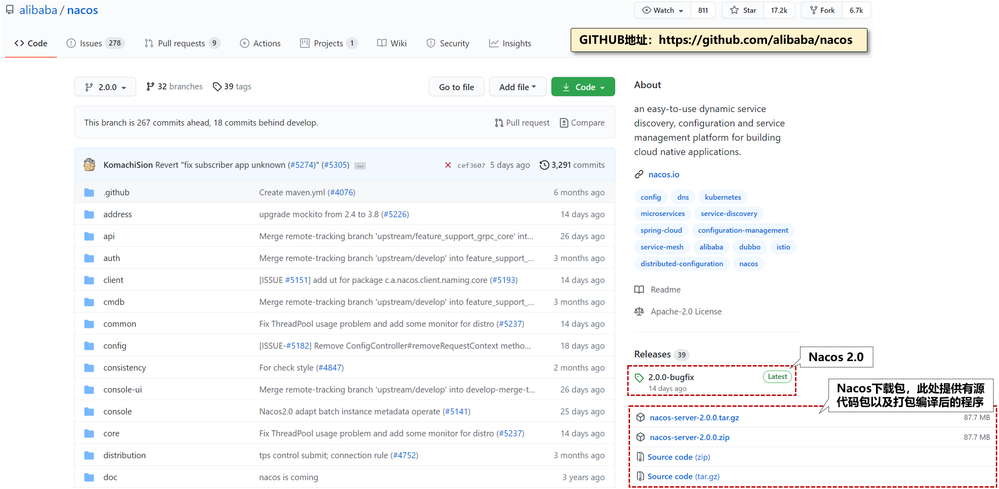 alibaba / nacos
Watch 811 Star 17.2k Fork 6.7k
Code Issues 278 Pull requests 9 Actions Projects 1 Wiki Security Insights
GITHUB地址：https://github.com/alibaba/nacos
2.0.0 32 branches 39 tags Go to file Add file Code
This branch is 267 commits ahead, 18 commits behind develop. Pull request Compare
KomachiSion Revert "fix subscriber app unknown (#5274)" (#5305) ... cef3607 5 days ago 3,291 commits
.github Create maven.yml (#4076) 6 months ago
address upgrade mockito from 2.4 to 3.8 (#5226) 14 days ago
api Merge remote-tracking branch 'upstream/feature_support_grpc_core' int... 26 days ago
auth Merge remote-tracking branch 'upstream/develop' into feature_support_... 3 months ago
client [ISSUE #5151] add ut for package c.a.nacos.client.naming.core (#5193) 14 days ago
cmdb Merge remote-tracking branch 'upstream/develop' into feature_support_... 3 months ago
common Fix ThreadPool usage problem and add some monitor for distro (#5237) 14 days ago
config [ISSUE-#5182] Remove ConfigController#removeRequestContext metho... 18 days ago
consistency For check style (#4847) 2 months ago
console-ui Merge remote-tracking branch 'upstream/develop' into develop-merge-t... 26 days ago
console Nacos2.0 adapt batch instance metadata operate (#5141) 25 days ago
core Fix ThreadPool usage problem and add some monitor for distro (#5237) 14 days ago
distribution tps control submit; connection rule (#4752) 3 months ago
doc nacos is coming 3 years ago
About
an easy-to-use dynamic service
discovery, configuration and service
management platform for building
cloud native applications.
nacos.io
config dns kubernetes
microservices service-discovery
spring-cloud configuration-management
service-mesh alibaba dubbo istio
distributed-configuration nacos
Readme
Apache-2.0 License
Releases 39
Nacos 2.0
2.0.0-bugfix Latest
14 days ago
Nacos下载包，此处提供有源
代码包以及打包编译后的程序
nacos-server-2.0.0.tar.gz 87.7 MB
nacos-server-2.0.0.zip 87.7 MB
Source code (zip)
Source code (tar.gz)